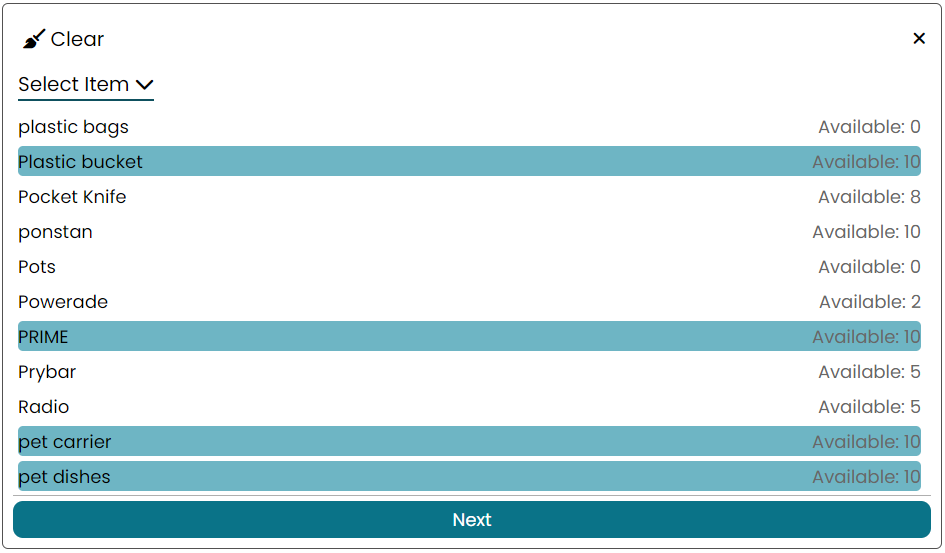 Clear
Select Item
plastic bags Available: 0
Plastic bucket Available: 10
Pocket Knife Available: 8
ponstan Available: 10
Pots Available: 0
Powerade Available: 2
PRIME Available: 10
Prybar Available: 5
Radio Available: 5
pet carrier Available: 10
pet dishes Available: 10
Next